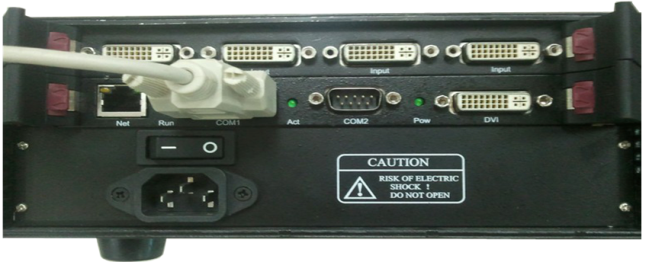 Input
Input
Net
Run
COM1
Act
COM2
Pow
DVI
CAUTION
RISK OF ELECTRIC
SHOCK !
DO NOT OPEN